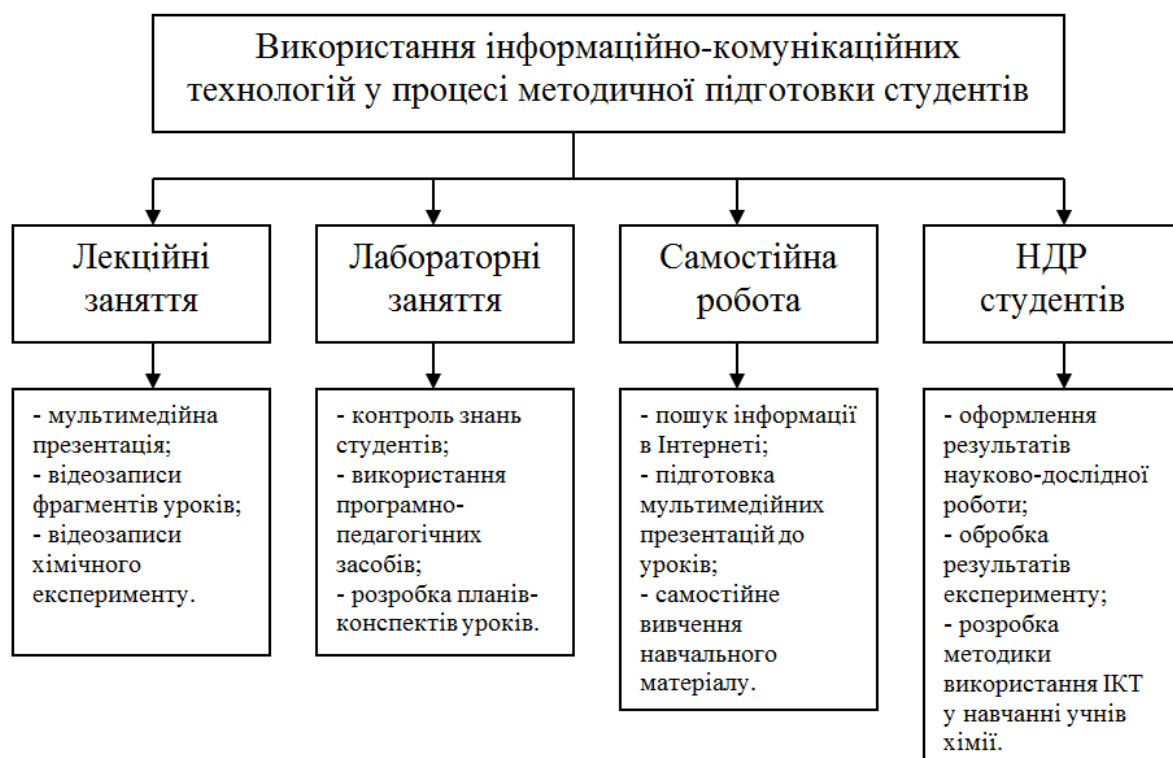 Використання інформаційно-комунікаційних
технологій у процесі методичної підготовки студентів
Лекційні
заняття
Лабораторні
заняття
Самостійна
робота
НДР
студентів
- мультимедійна
презентація;
- відеозаписи
фрагментів уроків;
- відеозаписи
хімічного
експерименту.
- контроль знань
студентів;
- використання
програмно-
педагогічних
засобів;
- розробка планів-
конспектів уроків.
- пошук інформації
в Інтернеті;
- підготовка
мультимедійних
презентацій до
уроків;
- самостійне
вивчення
навчального
матеріалу.
- оформлення
результатів
науково-дослідної
роботи;
- обробка
результатів
експерименту;
- розробка
методики
використання ІКТ
у навчанні учнів
хімії.